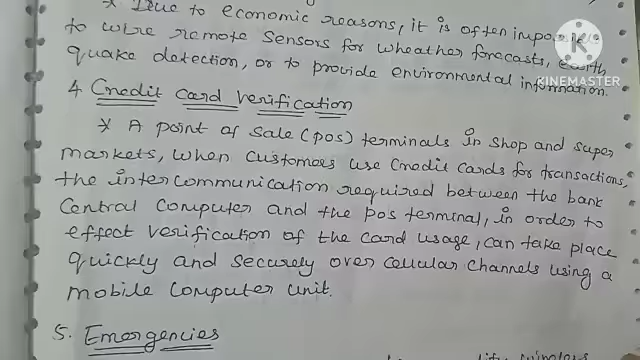 * Due to economic reasons, it is often
to wire remote sensors for wheather forecasts, earth
quake detection, or to provide environmental information.
4 Credit card verification
* A point of sale (pos) terminals in shop and super
markets, when customers use credit cards for transactions,
the intercommunication required between the bank
central computer and the pos terminal, in order to
effect verification of the card usage, can take place
quickly and securely over cellular channels using a
mobile computer unit.
5. Emergencies
wireless
K
KINEMASTER